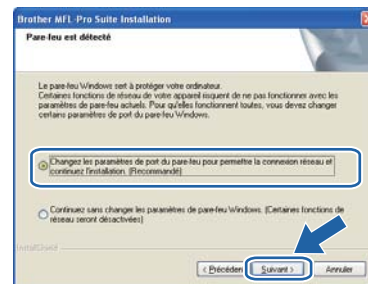 Brother MFL-Pro Suite Installation
Pare-feu est détecté
Le pare-feu Windows sert à protéger votre ordinateur.
Certaines fonctions de réseau de votre appareil risquent de ne pas fonctionner avec les
paramètres de pare-feu actuels. Pour qu'elles fonctionnent toutes, vous devez changer
certains paramètres de port du pare-feu Windows.
Changez les paramètres de port du pare-feu pour permettre la connexion réseau et
continuez l'installation. (Recommandé)
Continuez sans changer les paramètres de pare-feu Windows. (Certaines fonctions de
réseau seront désactivées)
InstallShield
< Précéden
Suivant >
Annuler